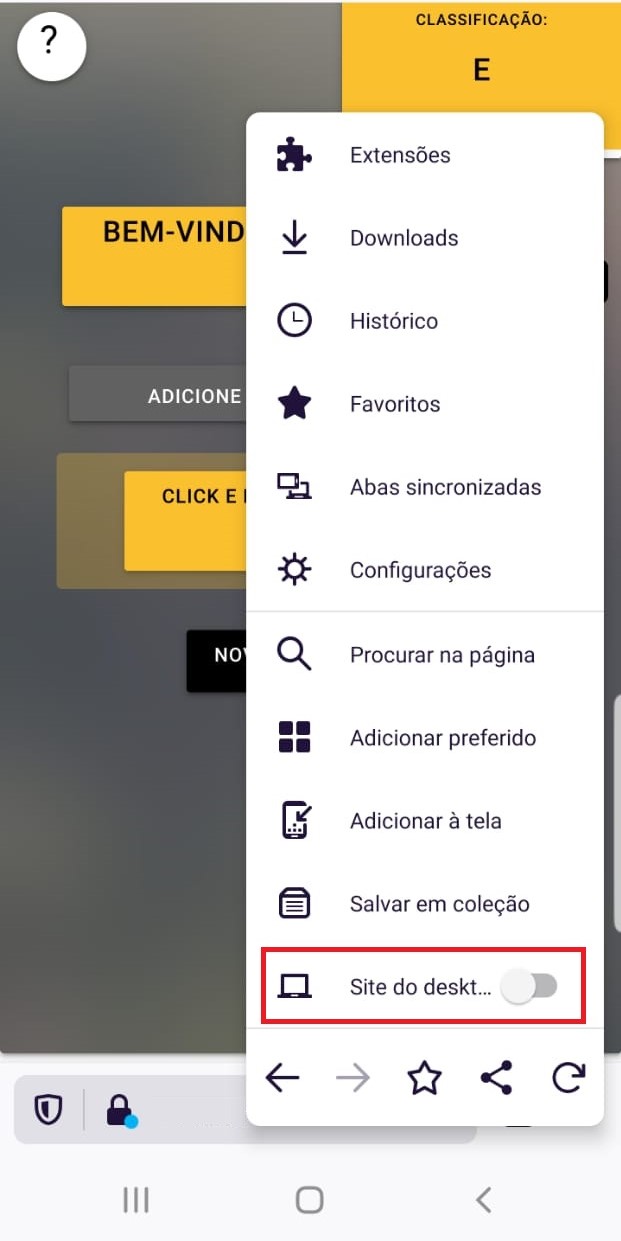 ?
CLASSIFICAÇÃO:
E
BEM-VIND
ADICIONE
CLICK E
NOV
Extensões
Downloads
Histórico
Favoritos
Abas sincronizadas
Configurações
Procurar na página
Adicionar preferido
Adicionar à tela
Salvar em coleção
Site do deskt...